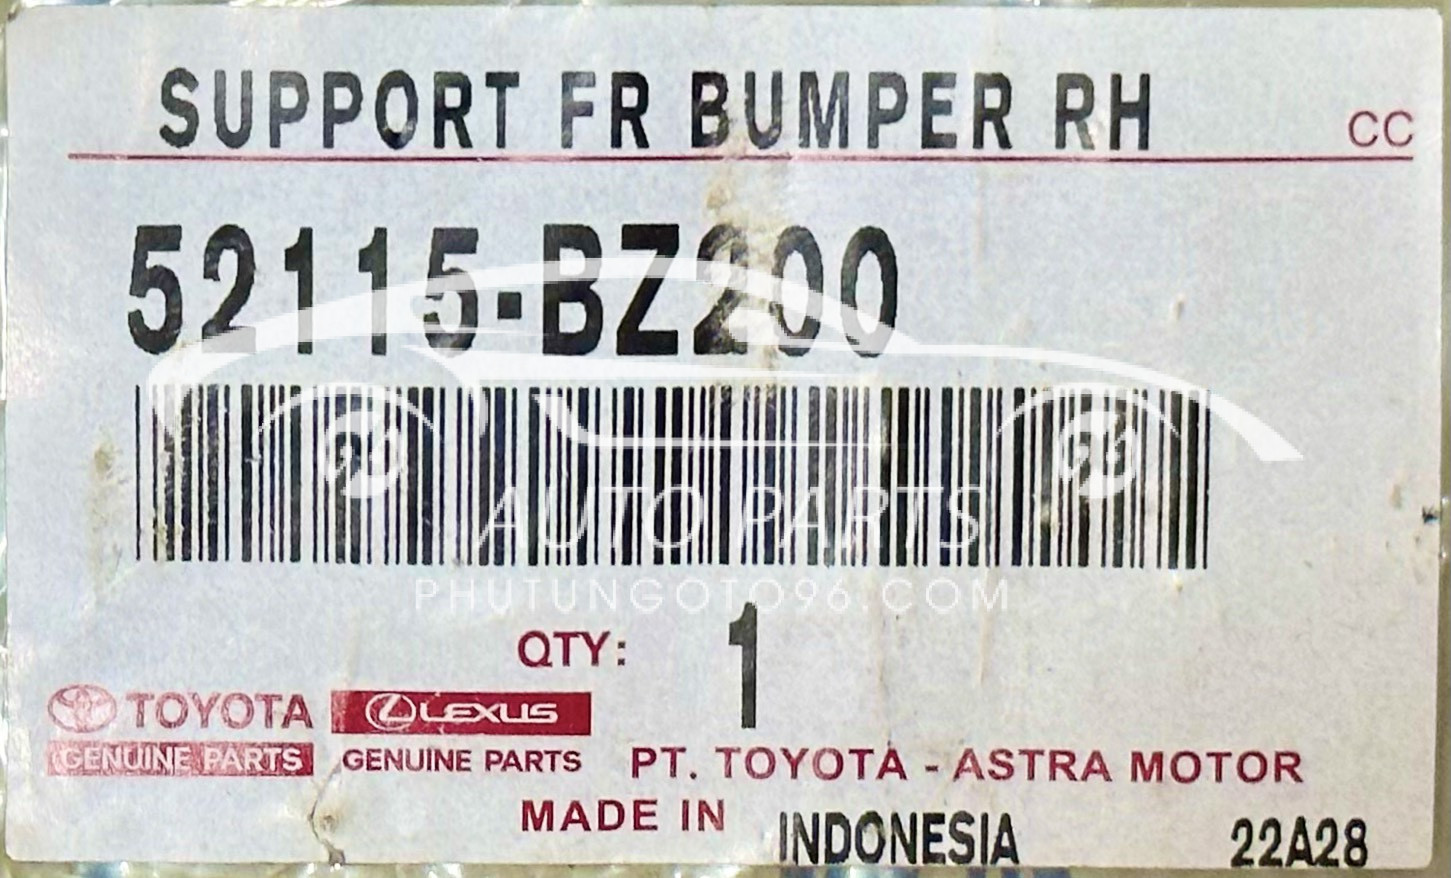 SUPPORT FR BUMPER RH
CC
52115-BZ200
AUTO PARTS
PHUTUNGOTO96.COM
QTY: 1
TOYOTA
GENUINE PARTS
LEXUS
GENUINE PARTS
PT. TOYOTA - ASTRA MOTOR
MADE IN INDONESIA
22A28